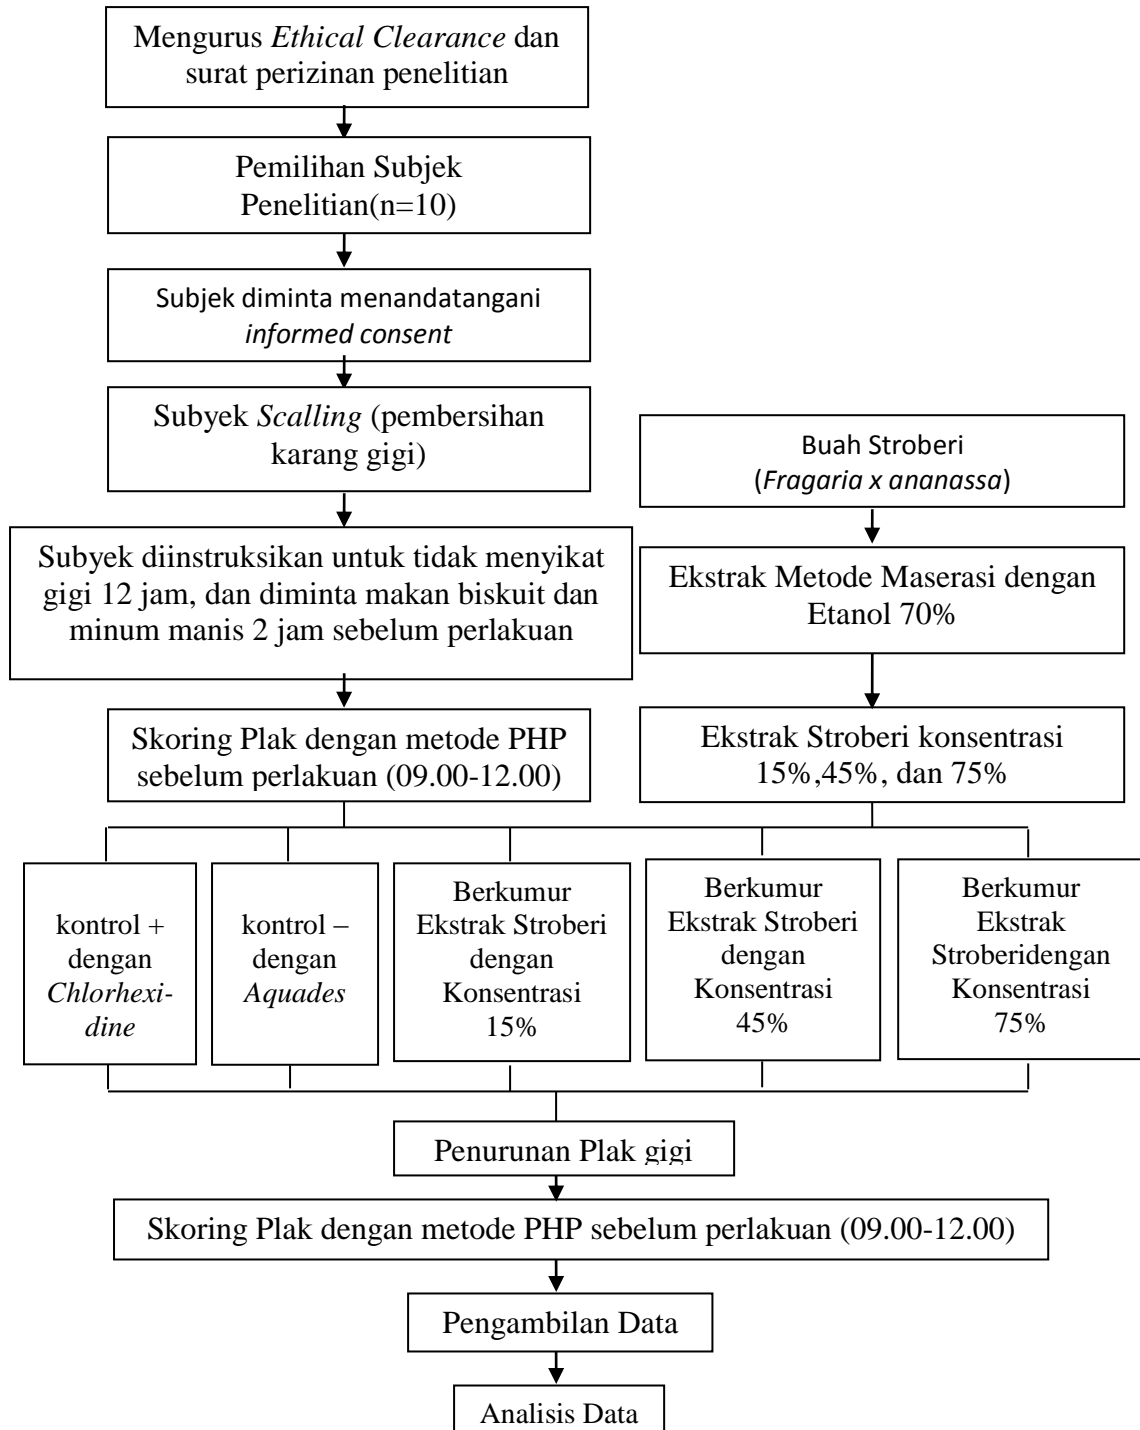 Mengurus Ethical Clearance dan
surat perizinan penelitian
Pemilihan Subjek
Penelitian(n=10)
Subjek diminta menandatangani
informed consent
Subyek Scalling (pembersihan
karang gigi)
Buah Stroberi
(Fragaria x ananassa)
Subyek diinstruksikan untuk tidak menyikat
gigi 12 jam, dan diminta makan biskuit dan
minum manis 2 jam sebelum perlakuan
Ekstrak Metode Maserasi dengan
Etanol 70%
Skoring Plak dengan metode PHP
sebelum perlakuan (09.00-12.00)
Ekstrak Stroberi konsentrasi
15%,45%, dan 75%
kontrol +
dengan
Chlorhexi-
dine
kontrol –
dengan
Aquades
Berkumur
Ekstrak Stroberi
dengan
Konsentrasi
15%
Berkumur
Ekstrak Stroberi
dengan
Konsentrasi
45%
Berkumur
Ekstrak
Stroberidengan
Konsentrasi
75%
Penurunan Plak gigi
Skoring Plak dengan metode PHP sebelum perlakuan (09.00-12.00)
Pengambilan Data
Analisis Data